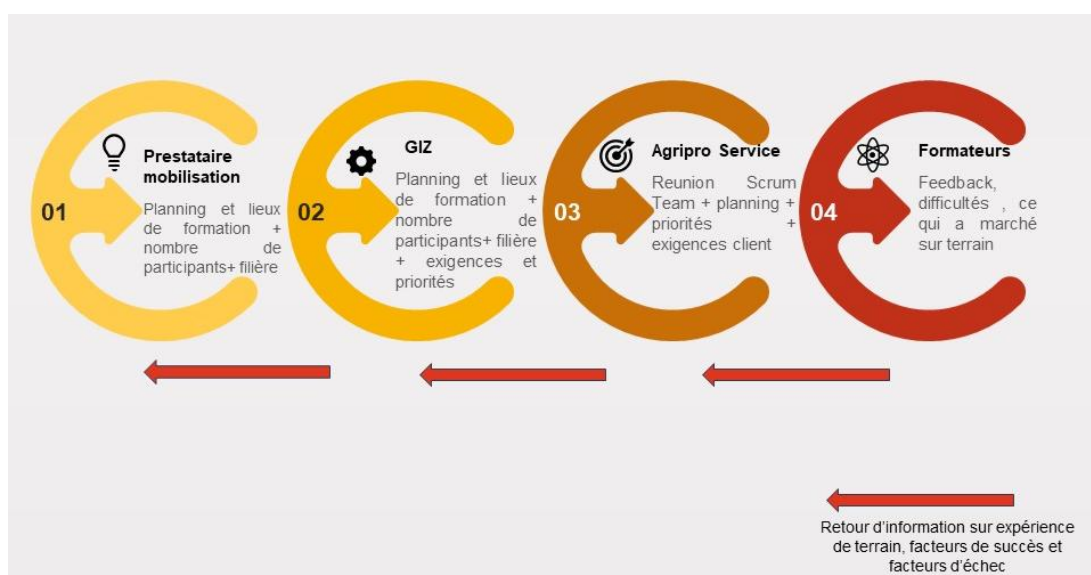 01
Prestataire
mobilisation
Planning et lieux
de formation +
nombre de
participants+ filière
02
GIZ
Planning et lieux
de formation +
nombre de
participants+ filière
+ exigences et
priorités
03
Agripro Service
Reunion Scrum
Team + planning +
priorités +
exigences client
04
Formateurs
Feedback,
difficultés , ce
qui a marché
sur terrain
Retour d'information sur expérience
de terrain, facteurs de succès et
facteurs d'échec